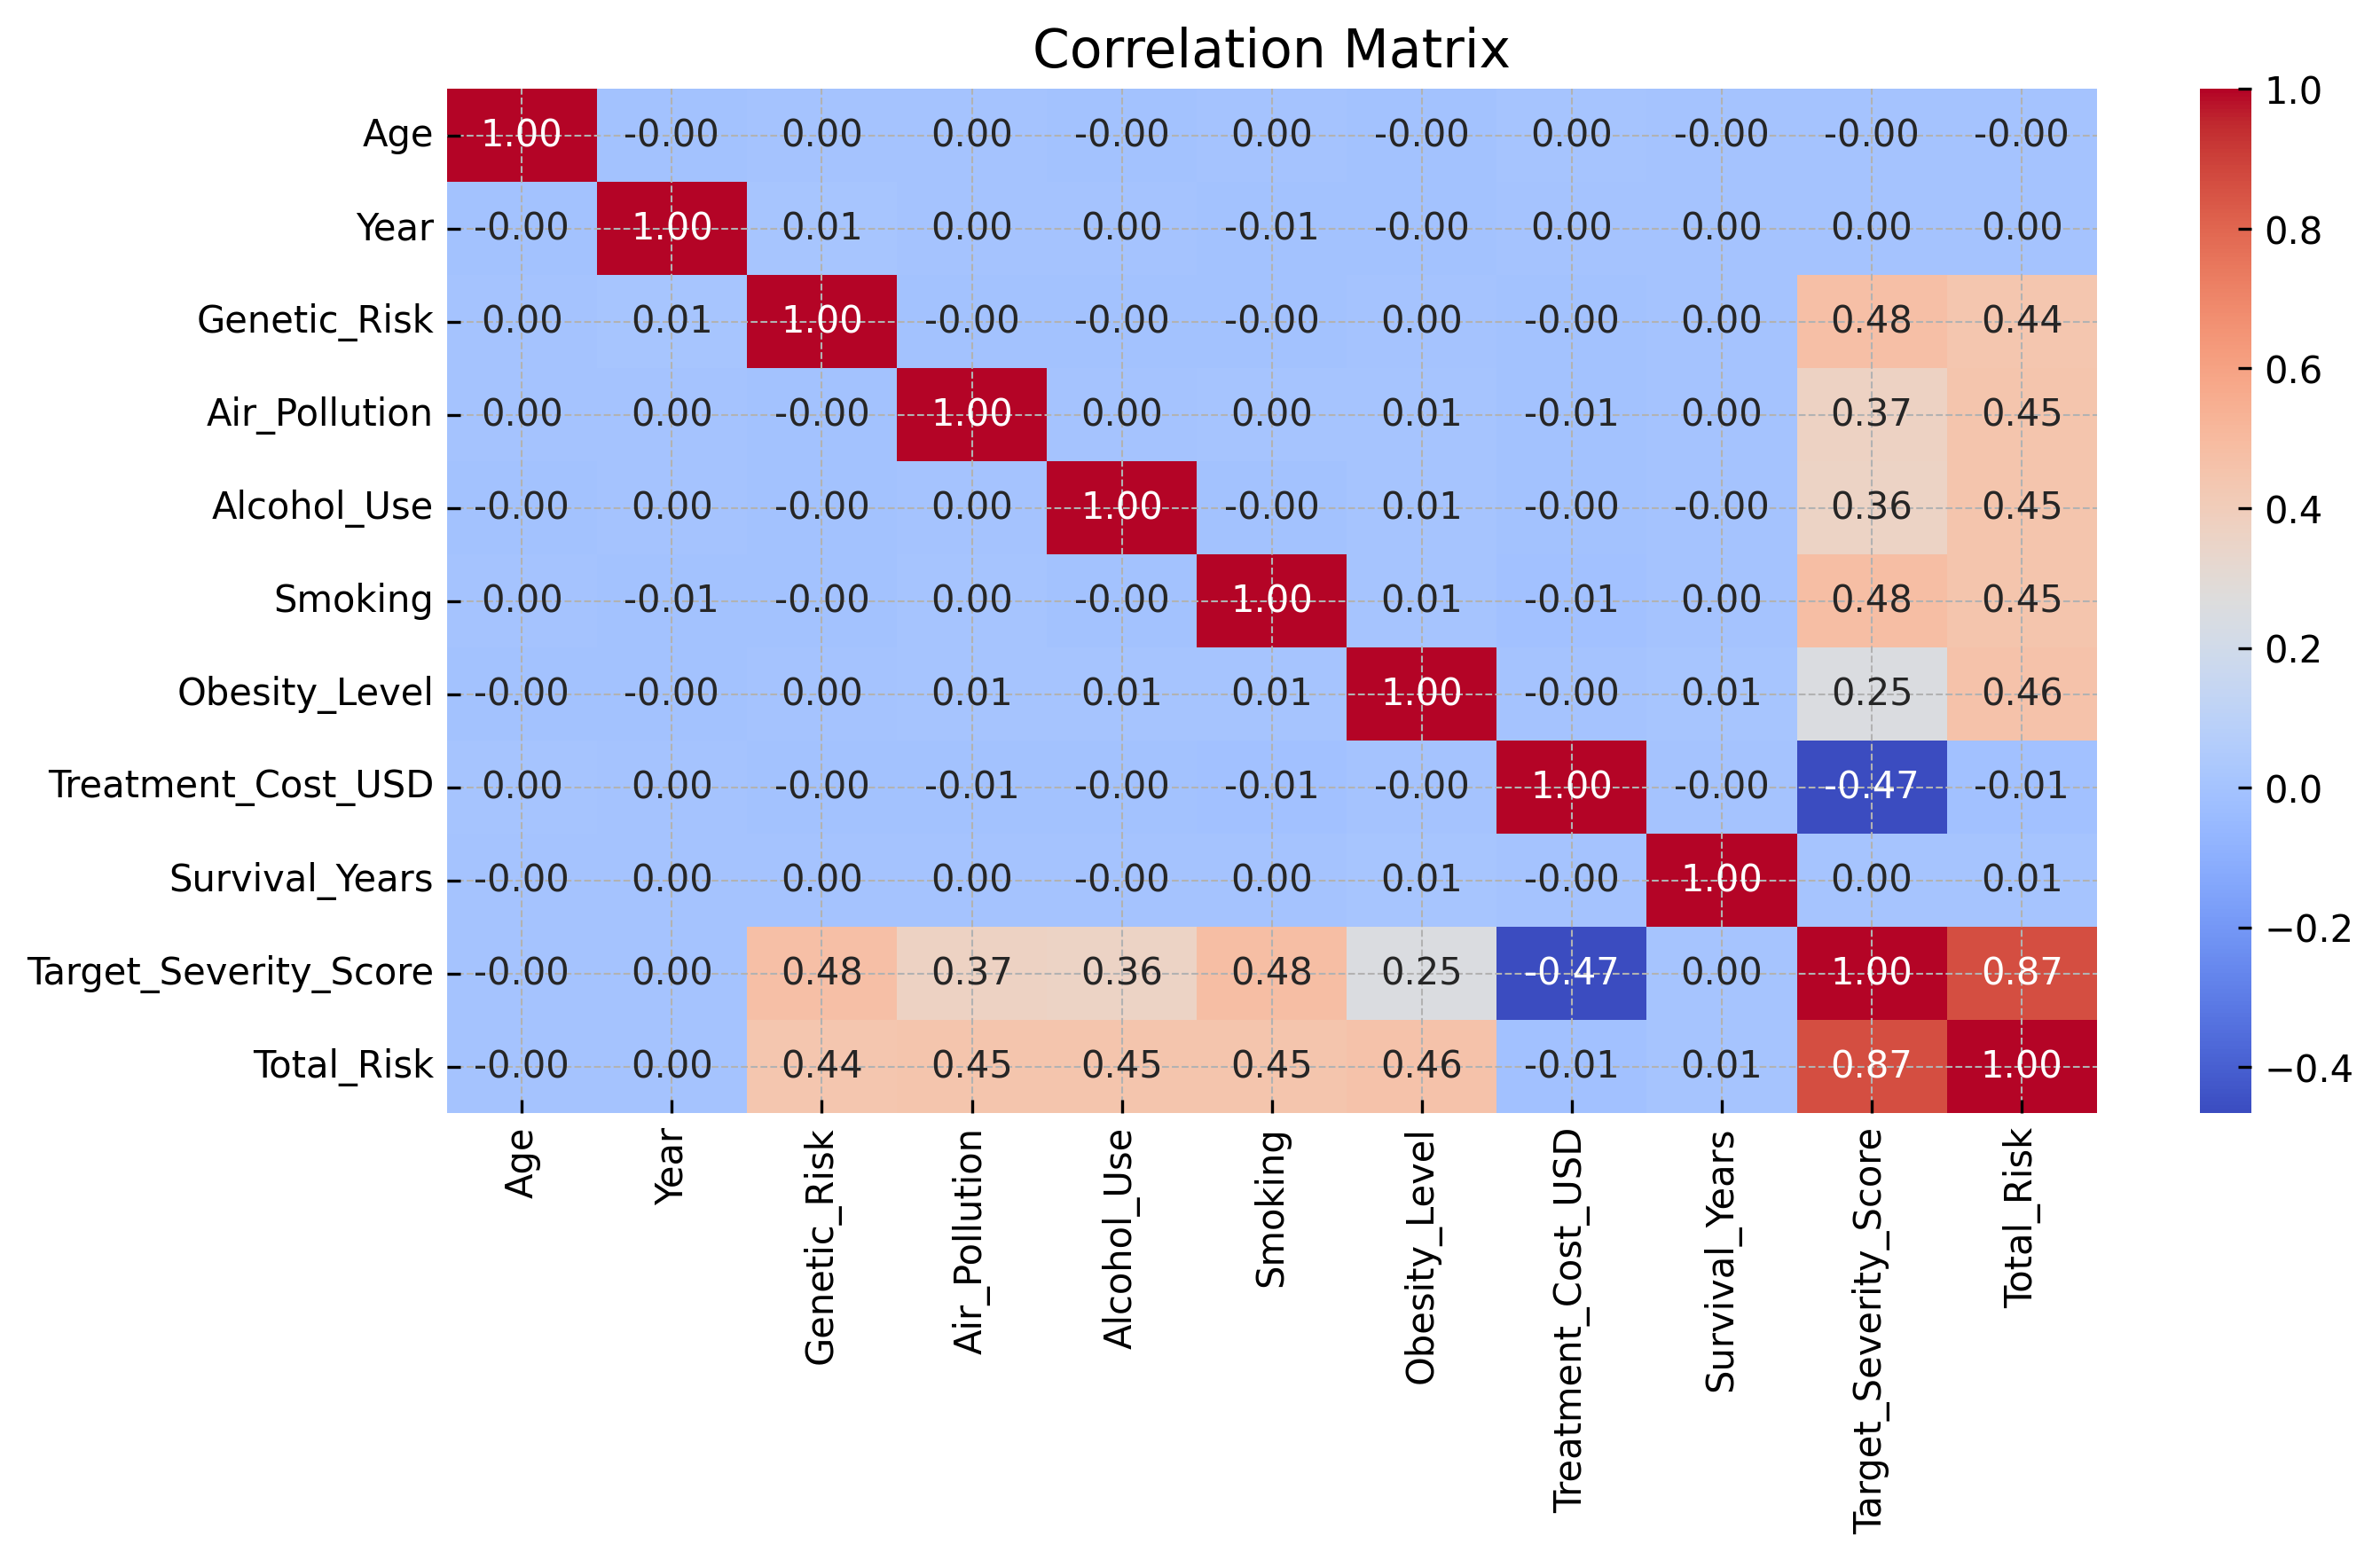 Correlation Matrix
Age 1.00 -0.00 0.00 0.00 -0.00 0.00 -0.00 0.00 -0.00 -0.00 -0.00
Year -0.00 1.00 0.01 0.00 0.00 -0.01 -0.00 0.00 0.00 0.00 0.00
Genetic_Risk 0.00 0.01 1.00 -0.00 -0.00 -0.00 0.00 -0.00 0.00 0.48 0.44
Air_Pollution 0.00 0.00 -0.00 1.00 0.00 0.00 0.01 -0.01 0.00 0.37 0.45
Alcohol_Use -0.00 0.00 -0.00 0.00 1.00 -0.00 0.01 -0.00 -0.00 0.36 0.45
Smoking 0.00 -0.01 -0.00 0.00 -0.00 1.00 0.01 -0.01 0.00 0.48 0.45
Obesity_Level -0.00 -0.00 0.00 0.01 0.01 0.01 1.00 -0.00 0.01 0.25 0.46
Treatment_Cost_USD 0.00 0.00 -0.00 -0.01 -0.00 -0.01 -0.00 1.00 -0.00 -0.47 -0.01
Survival_Years -0.00 0.00 0.00 0.00 -0.00 0.00 0.01 -0.00 1.00 0.00 0.01
Target_Severity_Score -0.00 0.00 0.48 0.37 0.36 0.48 0.25 -0.47 0.00 1.00 0.87
Total_Risk -0.00 0.00 0.44 0.45 0.45 0.45 0.46 -0.01 0.01 0.87 1.00
Age
Year
Genetic_Risk
Air_Pollution
Alcohol_Use
Smoking
Obesity_Level
Treatment_Cost_USD
Survival_Years
Target_Severity_Score
Total_Risk
1.0
0.8
0.6
0.4
0.2
0.0
−0.2
−0.4